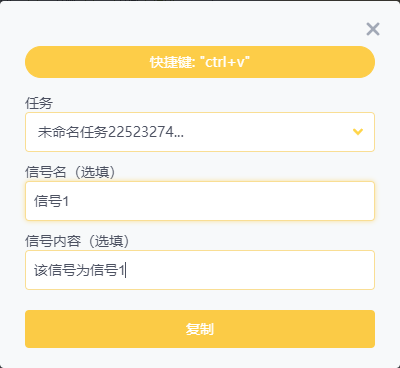 快捷键: "ctrl+v"
任务
未命名任务22523274...
信号名（选填）
信号1
信号内容（选填）
该信号为信号1
复制